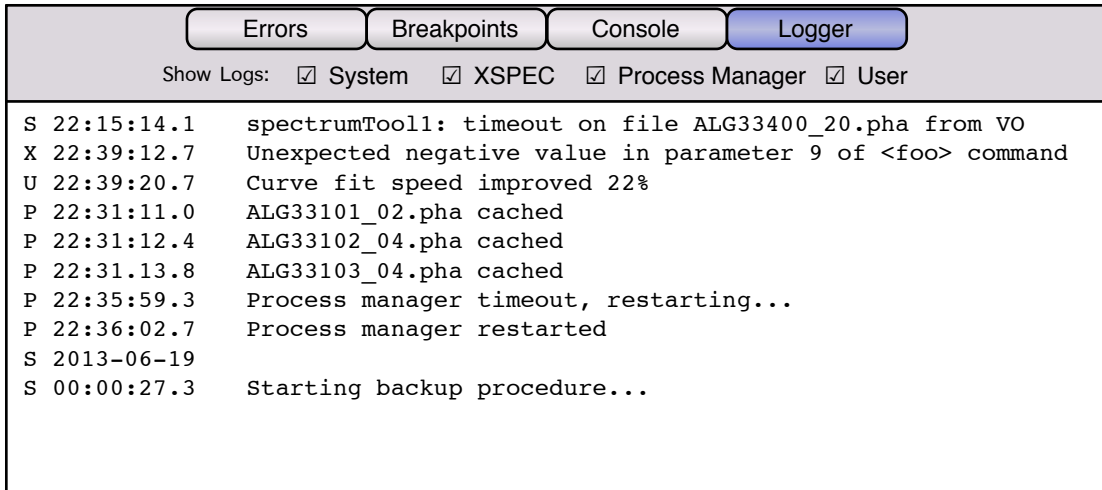 Errors Breakpoints Console Logger
Show Logs: ☑ System ☑ XSPEC ☑ Process Manager ☑ User
S 22:15:14.1 spectrumTool1: timeout on file ALG33400_20.pha from VO
X 22:39:12.7 Unexpected negative value in parameter 9 of <foo> command
U 22:39:20.7 Curve fit speed improved 22%
P 22:31:11.0 ALG33101_02.pha cached
P 22:31:12.4 ALG33102_04.pha cached
P 22:31.13.8 ALG33103_04.pha cached
P 22:35:59.3 Process manager timeout, restarting...
P 22:36:02.7 Process manager restarted
S 2013-06-19
S 00:00:27.3 Starting backup procedure...